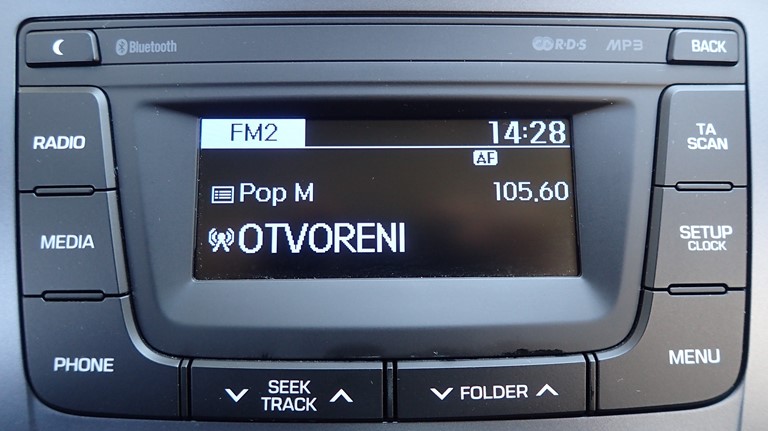 Bluetooth
R·D·S
MP3
BACK
RADIO
FM2
14:28
TA
SCAN
AF
Pop M
105.60
MEDIA
OTVORENI
SETUP
CLOCK
PHONE
SEEK
TRACK
FOLDER
MENU